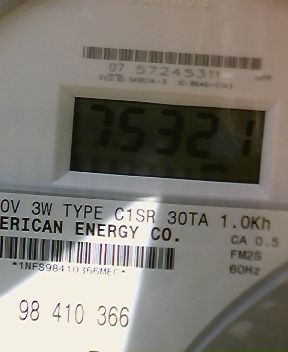 07 57245311
75321
0V 3W TYPE C1SR 30TA 1.0Kh
ERICAN ENERGY CO.
CA 0.5
FM2S
*1NFS98410366MEC*
60Hz
98 410 366